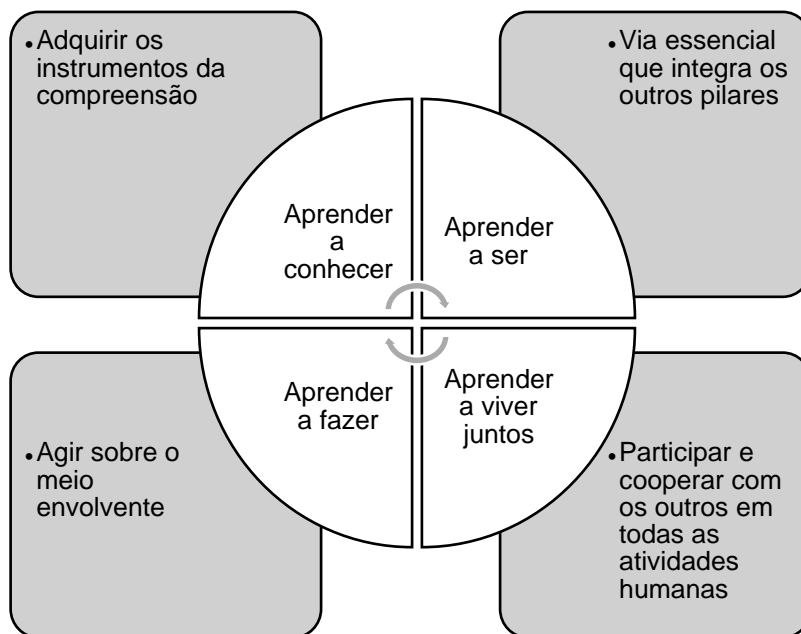 •Adquirir os
instrumentos da
compreensão
•Via essencial
que integra os
outros pilares
Aprender
a
conhecer
Aprender
a ser
Aprender
a fazer
Aprender
a viver
juntos
•Agir sobre o
meio
envolvente
•Participar e
cooperar com
os outros em
todas as
atividades
humanas